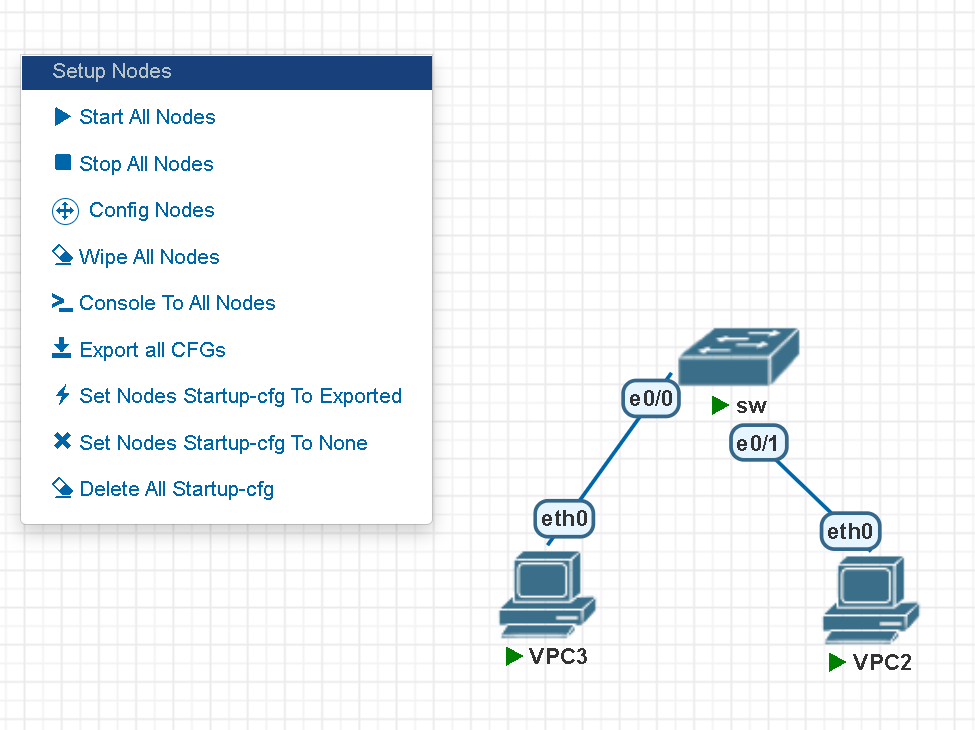 Setup Nodes
Start All Nodes
Stop All Nodes
Config Nodes
Wipe All Nodes
Console To All Nodes
Export all CFGs
Set Nodes Startup-cfg To Exported
Set Nodes Startup-cfg To None
Delete All Startup-cfg
e0/0
sw
e0/1
eth0
eth0
VPC3
VPC2